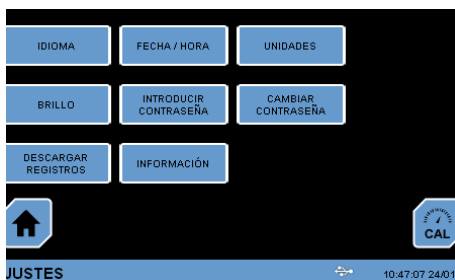 IDIOMA
FECHA / HORA
UNIDADES
BRILLO
INTRODUCIR
CONTRASEÑA
CAMBIAR
CONTRASEÑA
DESCARGAR
REGISTROS
INFORMACIÓN
CAL
JUSTES
10:47:07 24/01